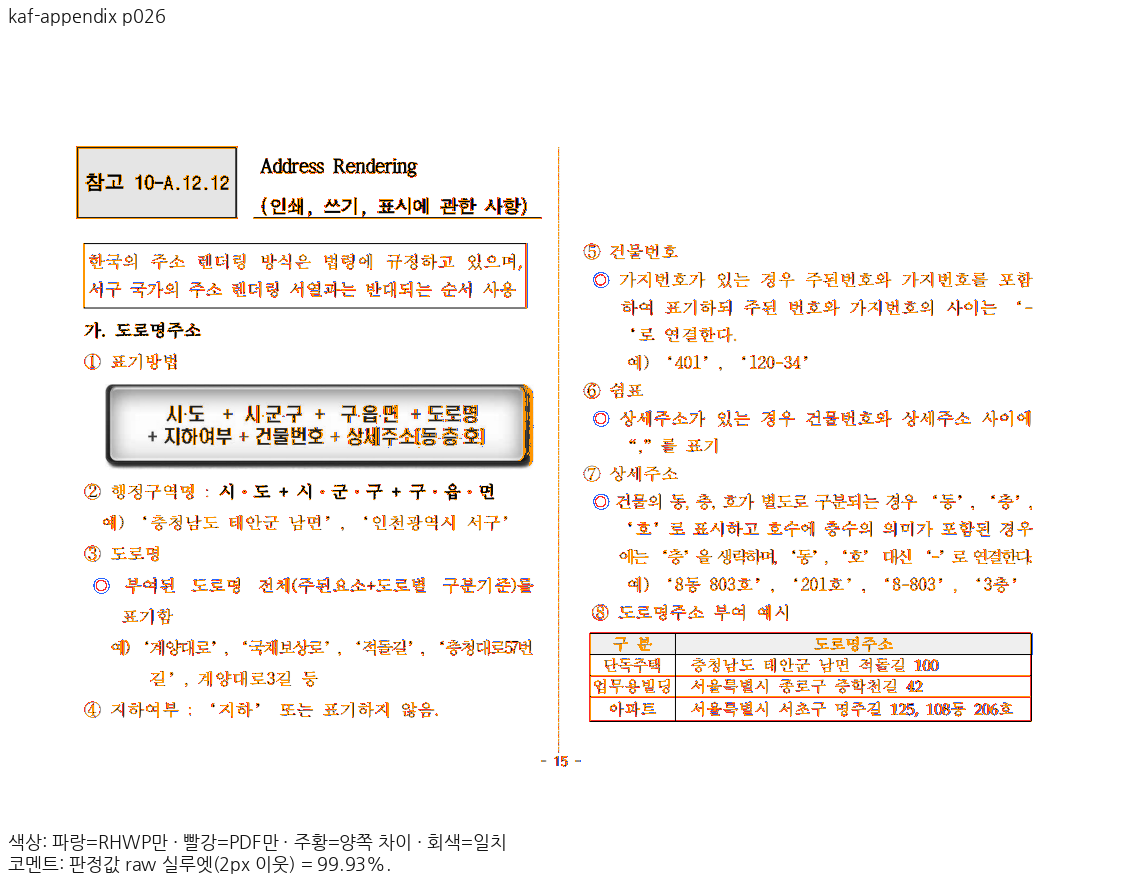 kaf-appendix p026
참고 10-A.12.12
Address Rendering
(인쇄, 쓰기, 표시에 관한 사항)
한국의 주소 렌더링 방식은 법령에 규정하고 있으며,
서구 국가의 주소 렌더링 서열과는 반대되는 순서 사용
가. 도로명주소
① 표기방법
시·도 + 시·군·구 + 구·읍·면 + 도로명
+ 지하여부 + 건물번호 + 상세주소[동·층·호]
② 행정구역명 : 시·도 + 시·군·구 + 구·읍·면
예) ‘충청남도 태안군 남면’, ‘인천광역시 서구’
③ 도로명
◎ 부여된 도로명 전체(주된요소+도로별 구분기준)를
표기함
예) ‘계양대로’, ‘국채보상로’, ‘적돌길’, ‘충청대로57번
길’, 계양대로3길 등
④ 지하여부 : ‘지하’ 또는 표기하지 않음.
⑤ 건물번호
◎ 가지번호가 있는 경우 주된번호와 가지번호를 포함
하여 표기하되 주된 번호와 가지번호의 사이는 ‘-
‘로 연결한다.
예) ‘401’, ‘120-34’
⑥ 쉼표
◎ 상세주소가 있는 경우 건물번호와 상세주소 사이에
“,”를 표기
⑦ 상세주소
◎ 건물의 동, 층, 호가 별도로 구분되는 경우 ‘동’, ‘층’,
‘호’로 표시하고 호수에 층수의 의미가 포함된 경우
에는 ‘층’을 생략하며, ‘동’, ‘호’ 대신 ‘-’로 연결한다.
예) ‘8동 803호’, ‘201호’, ‘8-803’, ‘3층’
⑧ 도로명주소 부여 예시
구 분 도로명주소
단독주택 충청남도 태안군 남면 적돌길 100
업무용빌딩 서울특별시 종로구 중학천길 42
아파트 서울특별시 서초구 명주길 125, 108동 206호
- 15 -
색상: 파랑=RHWP만 · 빨강=PDF만 · 주황=양쪽 차이 · 회색=일치
코멘트: 판정값 raw 실루엣(2px 이웃) = 99.93%.